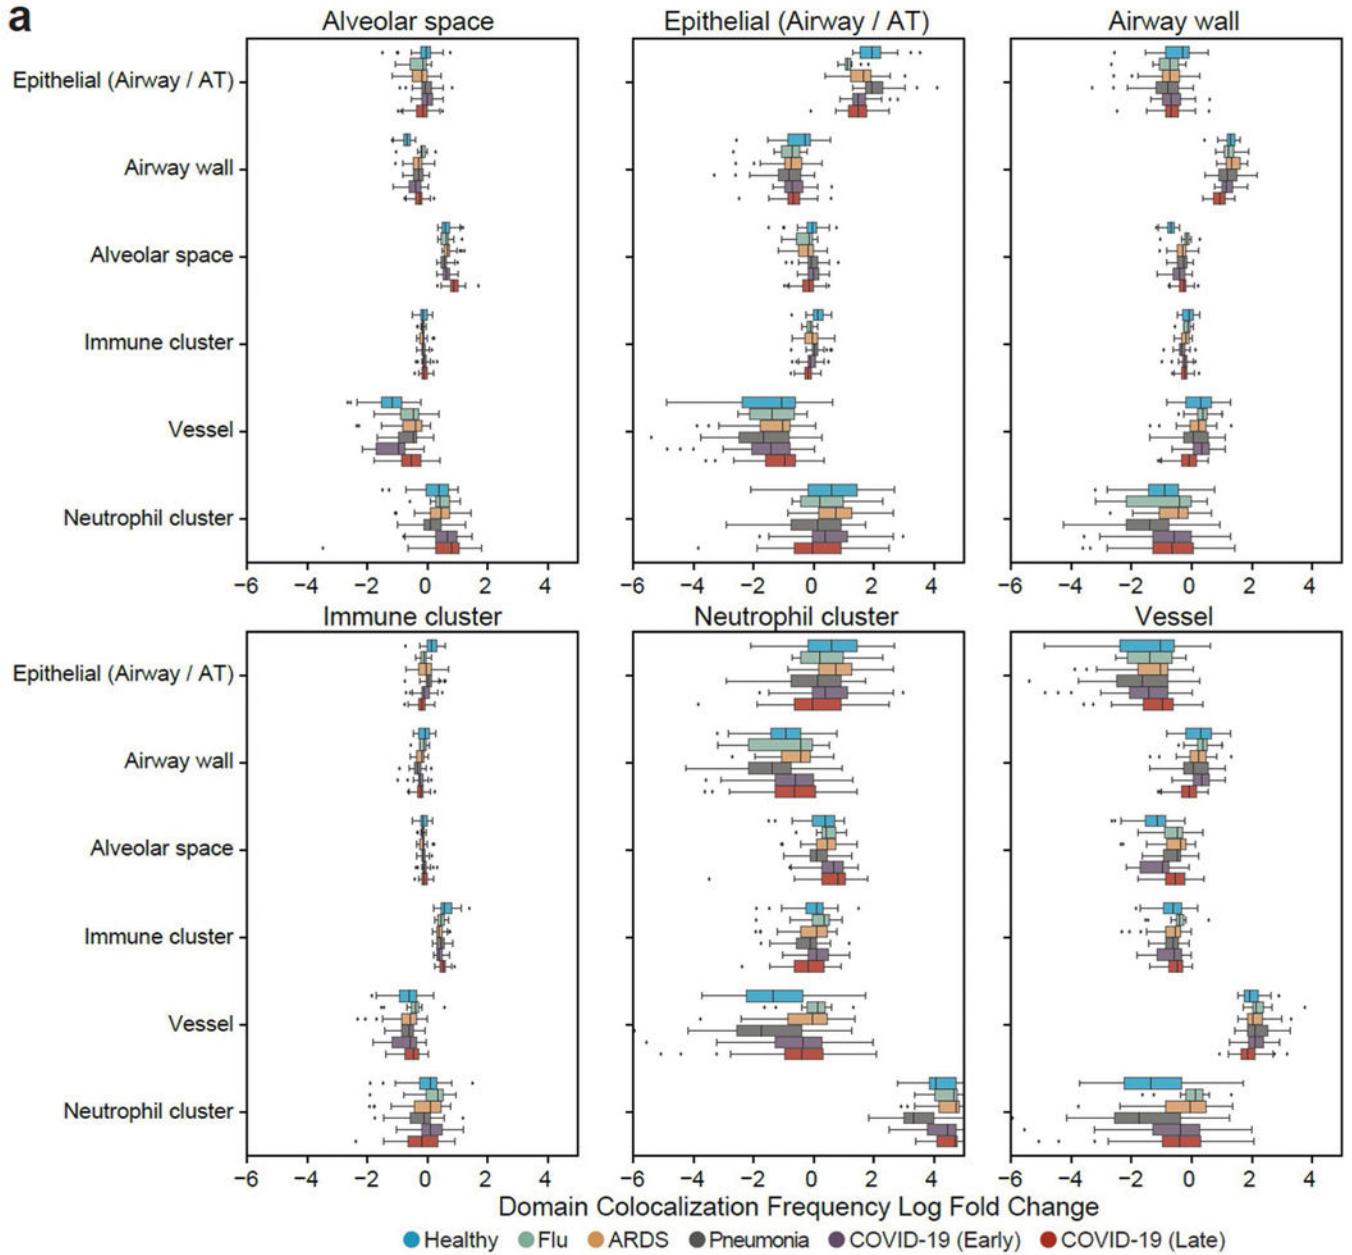 a
Alveolar space
Epithelial (Airway / AT)
Airway wall
Epithelial (Airway / AT)
Airway wall
Alveolar space
Immune cluster
Vessel
Neutrophil cluster
−6 −4 −2 0 2 4
−6 −4 −2 0 2 4
−6 −4 −2 0 2 4
Immune cluster
Neutrophil cluster
Vessel
Epithelial (Airway / AT)
Airway wall
Alveolar space
Immune cluster
Vessel
Neutrophil cluster
−6 −4 −2 0 2 4
−6 −4 −2 0 2 4
−6 −4 −2 0 2 4
Domain Colocalization Frequency Log Fold Change
Healthy Flu ARDS Pneumonia COVID-19 (Early) COVID-19 (Late)